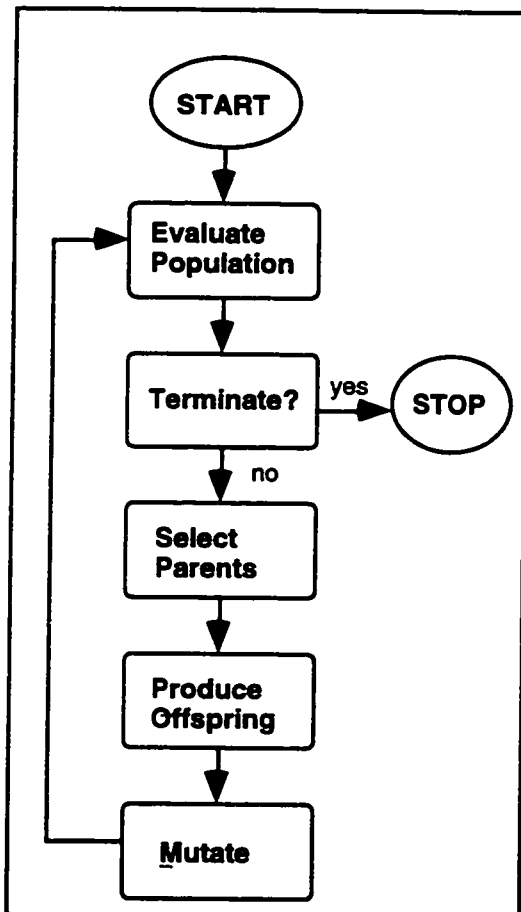 START
Evaluate
Population
Terminate?
yes
STOP
no
Select
Parents
Produce
Offspring
Mutate